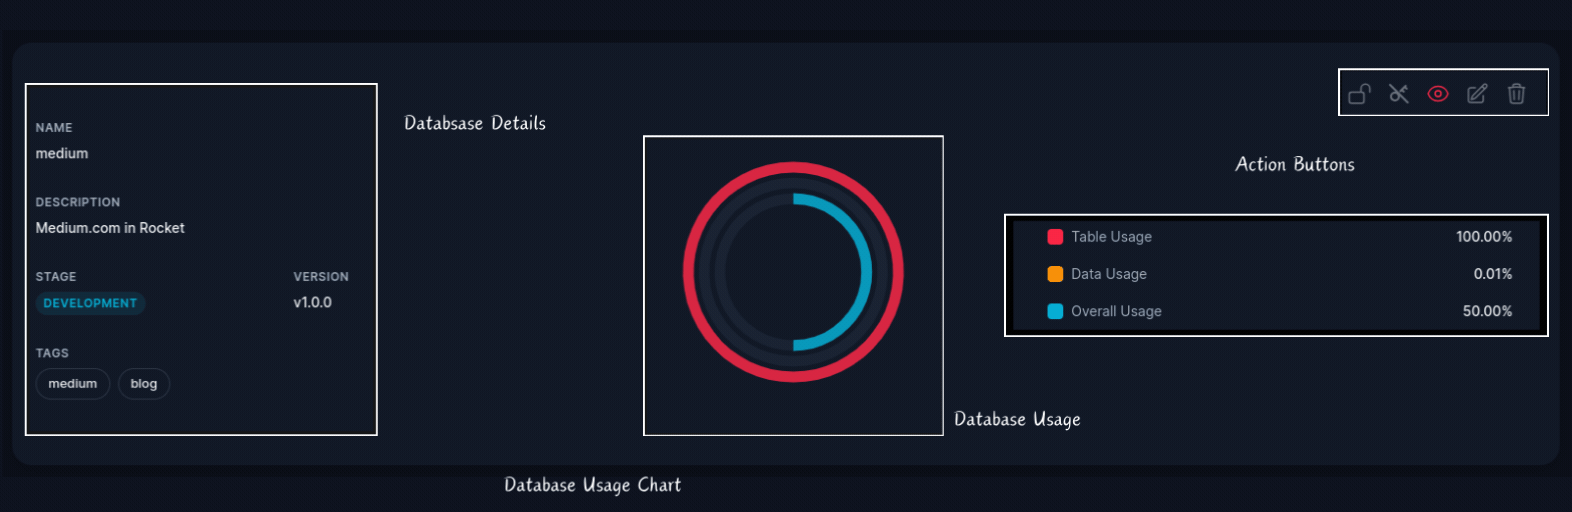 NAME
medium
DESCRIPTION
Medium.com in Rocket
STAGE VERSION
DEVELOPMENT v1.0.0
TAGS
medium blog
Databsase Details
Action Buttons
Table Usage 100.00%
Data Usage 0.01%
Overall Usage 50.00%
Database Usage
Database Usage Chart